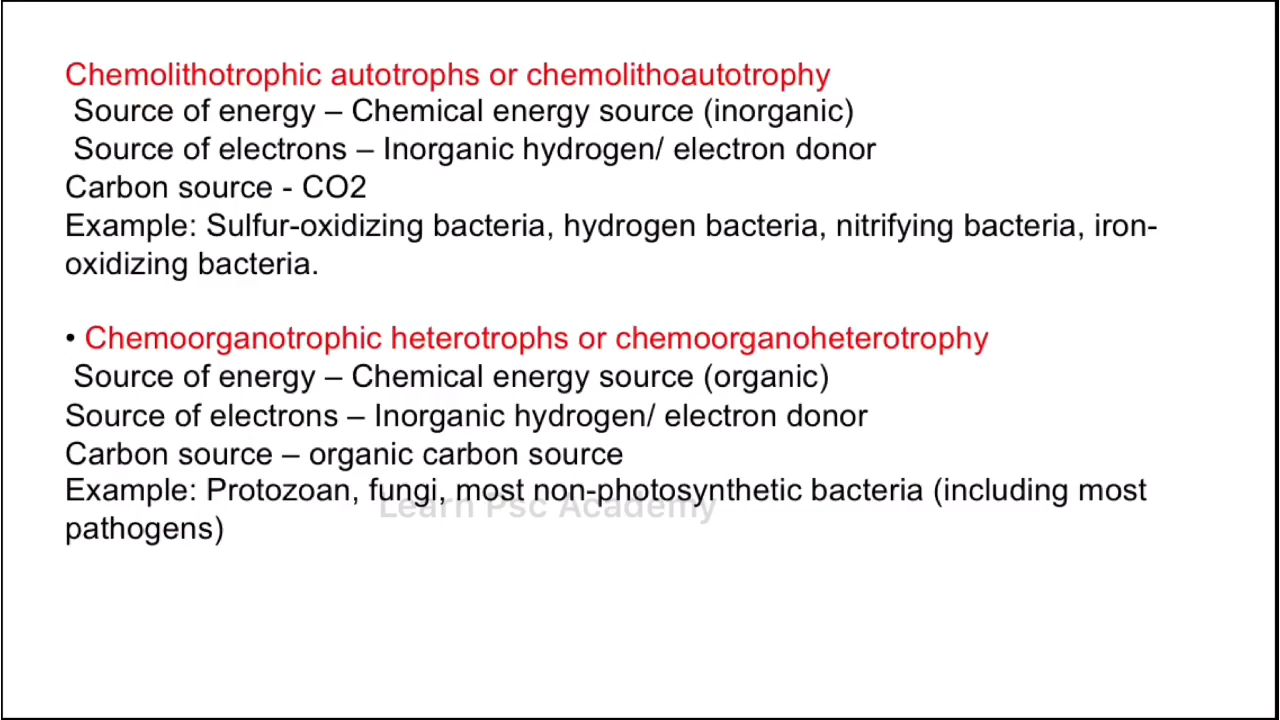 Chemolithotrophic autotrophs or chemolithoautotrophy
Source of energy – Chemical energy source (inorganic)
Source of electrons – Inorganic hydrogen/ electron donor
Carbon source - CO2
Example: Sulfur-oxidizing bacteria, hydrogen bacteria, nitrifying bacteria, iron-
oxidizing bacteria.
• Chemoorganotrophic heterotrophs or chemoorganoheterotrophy
Source of energy – Chemical energy source (organic)
Source of electrons – Inorganic hydrogen/ electron donor
Carbon source – organic carbon source
Example: Protozoan, fungi, most non-photosynthetic bacteria (including most
Learn Psc Academy
pathogens)